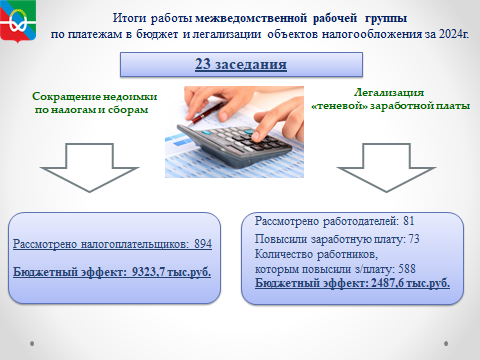 Итоги работы межведомственной рабочей группы
по платежам в бюджет и легализации объектов налогообложения за 2024г.
23 заседания
Сокращение недоимки
по налогам и сборам
Легализация
«теневой» заработной платы
Рассмотрено налогоплательщиков: 894
Бюджетный эффект: 9323,7 тыс.руб.
Рассмотрено работодателей: 81
Повысили заработную плату: 73
Количество работников,
которым повысили з/плату: 588
Бюджетный эффект: 2487,6 тыс.руб.